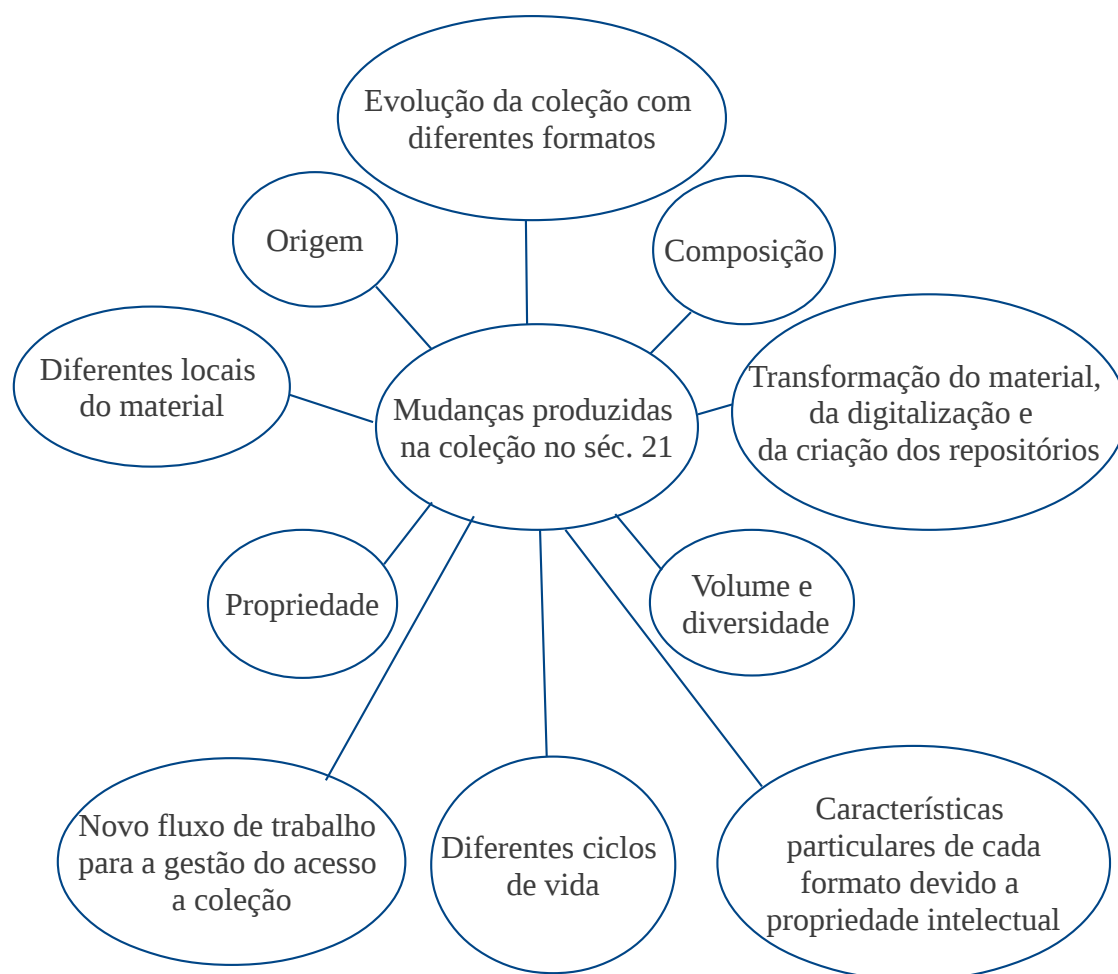 Evolução da coleção com
diferentes formatos
Origem
Composição
Diferentes locais
do material
Mudanças produzidas
na coleção no séc. 21
Transformação do material,
da digitalização e
da criação dos repositórios
Propriedade
Volume e
diversidade
Novo fluxo de trabalho
para a gestão do acesso
a coleção
Diferentes ciclos
de vida
Características
particulares de cada
formato devido a
propriedade intelectual